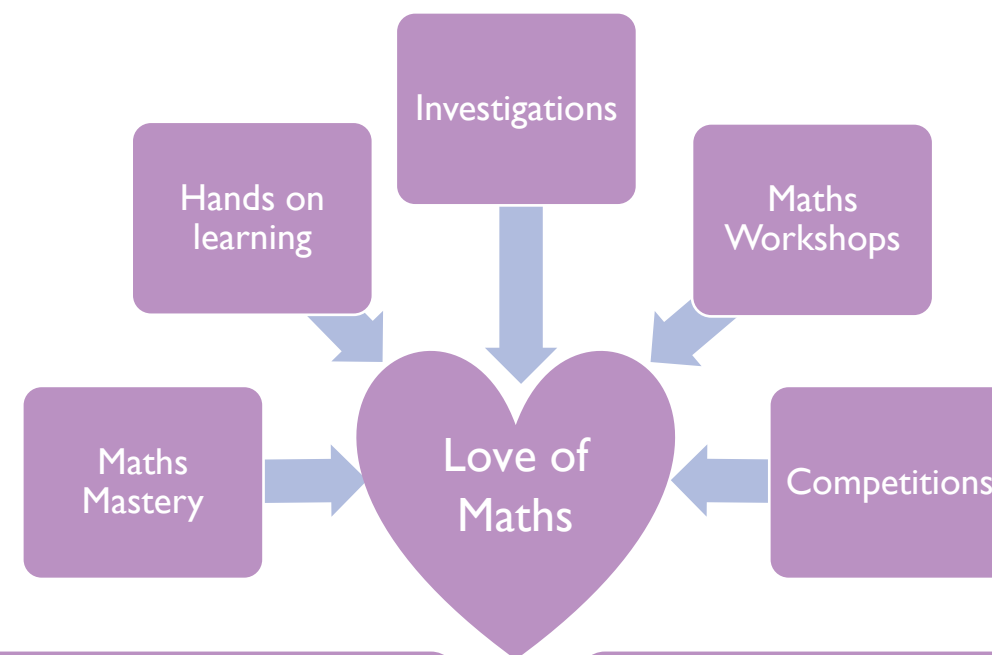 Investigations
Hands on
learning
Maths
Workshops
Maths
Mastery
Love of
Maths
Competitions